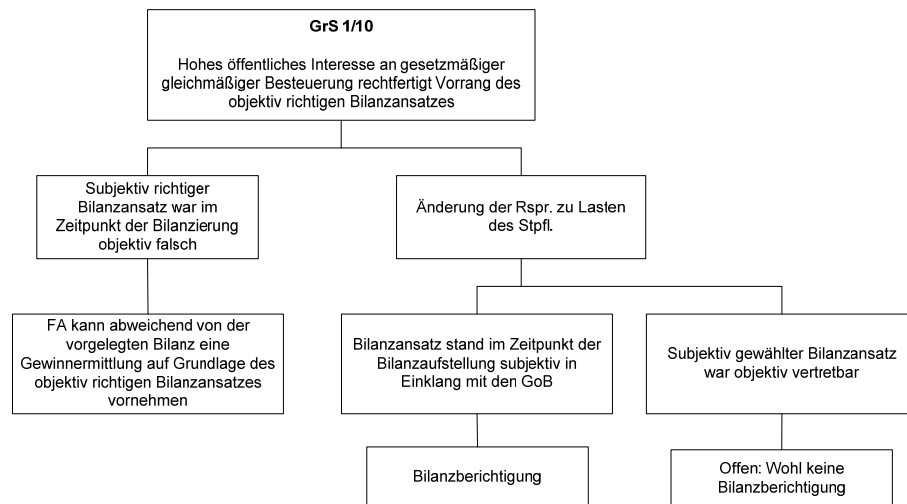 GrS 1/10
Hohes öffentliches Interesse an gesetzmäßiger
gleichmäßiger Besteuerung rechtfertigt Vorrang des
objektiv richtigen Bilanzansatzes
Subjektiv richtiger
Bilanzansatz war im
Zeitpunkt der Bilanzierung
objektiv falsch
Änderung der Rspr. zu Lasten
des Stpfl.
FA kann abweichend von der
vorgelegten Bilanz eine
Gewinnermittlung auf Grundlage des
objektiv richtigen Bilanzansatzes
vornehmen
Bilanzansatz stand im Zeitpunkt der
Bilanzaufstellung subjektiv in
Einklang mit den GoB
Subjektiv gewählter Bilanzansatz
war objektiv vertretbar
Bilanzberichtigung
Offen: Wohl keine
Bilanzberichtigung